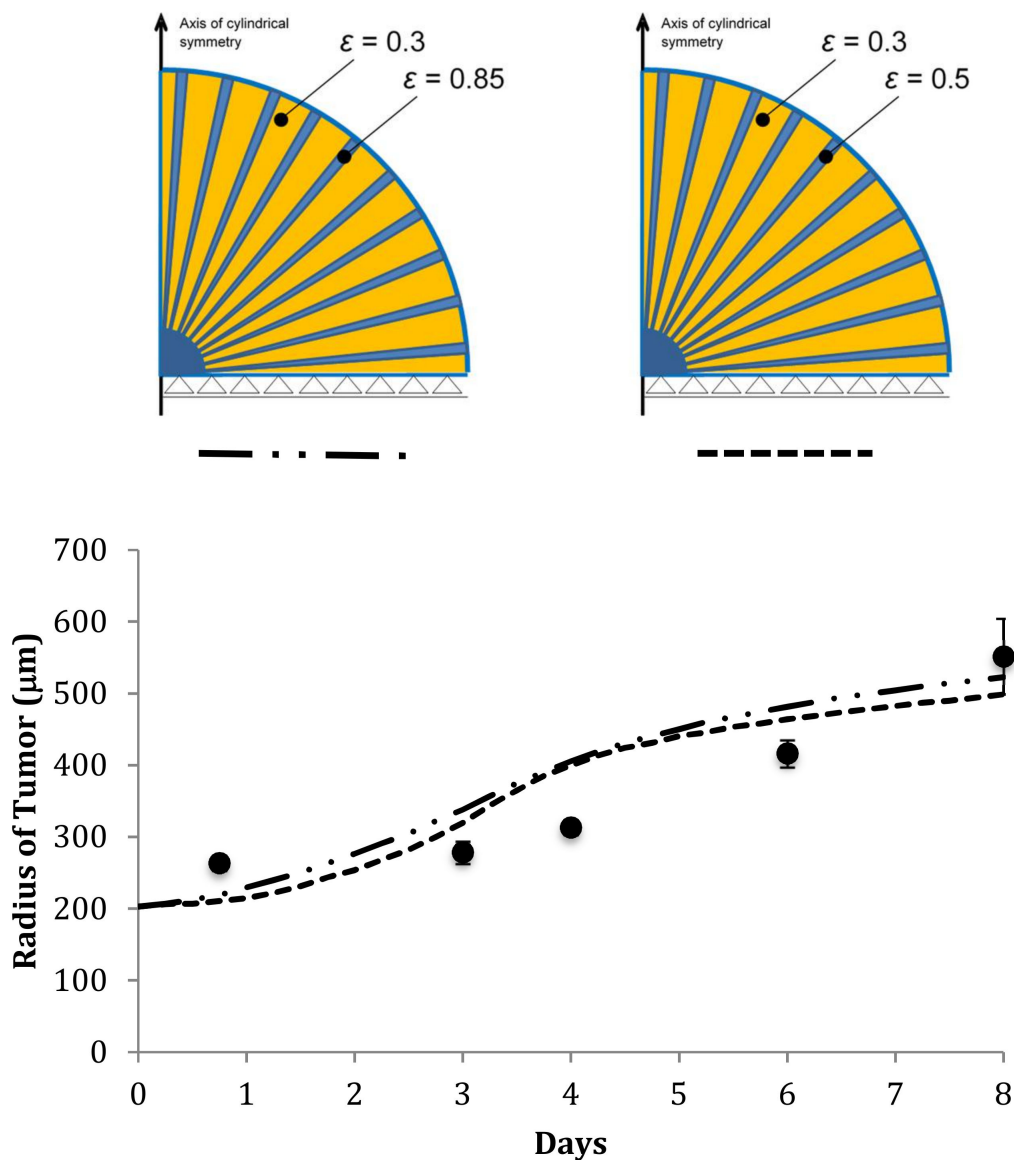 Axis of cylindrical
symmetry
ε = 0.3
ε = 0.85
Axis of cylindrical
symmetry
ε = 0.3
ε = 0.5
700
600
500
400
300
200
100
0
Radius of Tumor (µm)
0 1 2 3 4 5 6 7 8
Days